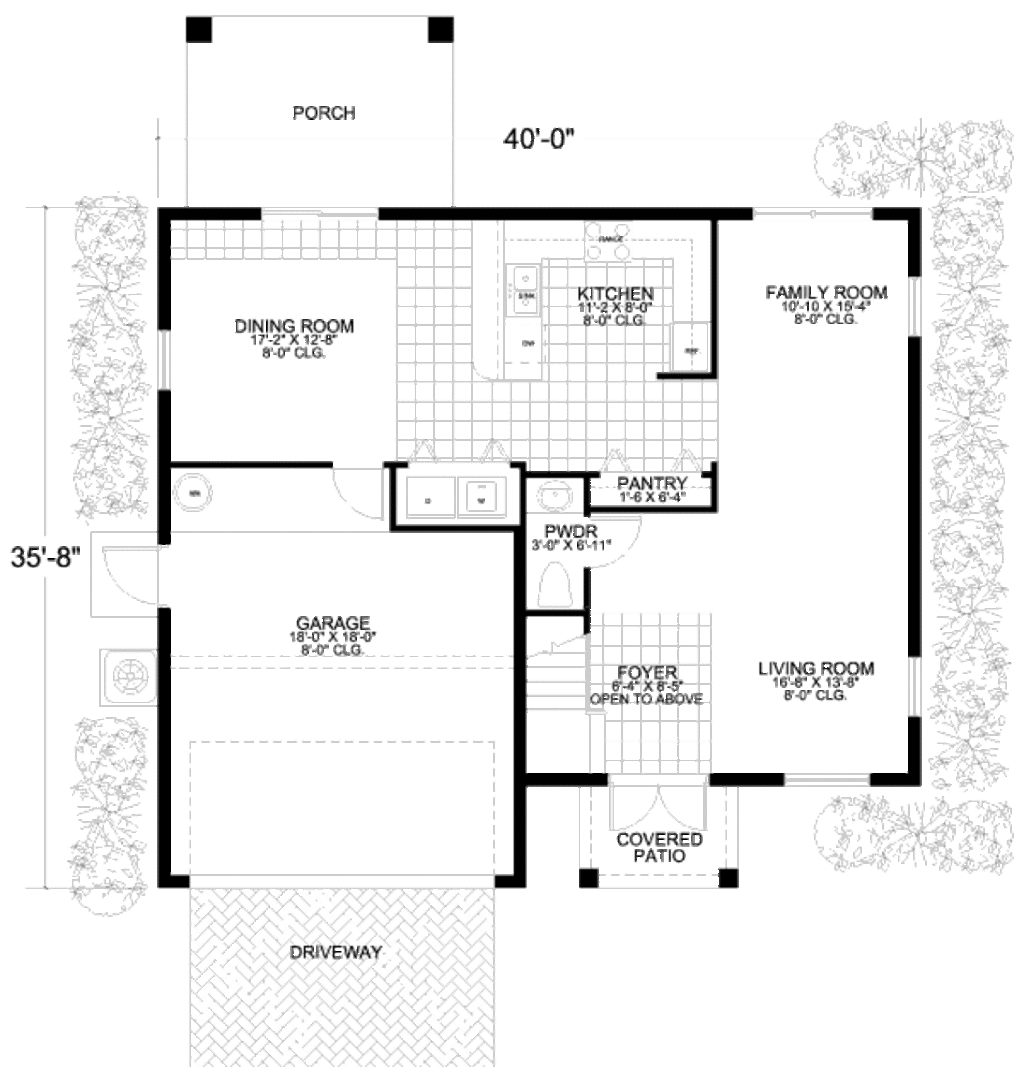 PORCH
40'-0"
RANGE
KITCHEN
11'-2 X 8'-0"
8'-0" CLG.
FAMILY ROOM
10'-10 X 15'-4"
8'-0" CLG.
DINING ROOM
17'-2" X 12'-8"
8'-0" CLG.
DW
REF
PANTRY
1'-6 X 6'-4"
WH
D
W
PWDR
3'-0" X 6'-11"
35'-8"
GARAGE
18'-0" X 18'-0"
8'-0" CLG.
FOYER
6'-4" X 8'-5"
OPEN TO ABOVE
LIVING ROOM
16'-8" X 13'-8"
8'-0" CLG.
COVERED
PATIO
DRIVEWAY